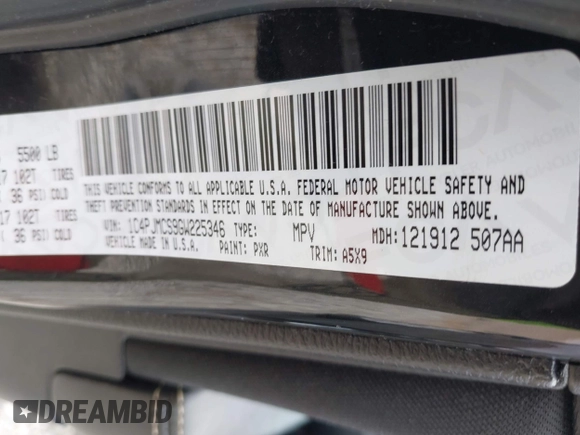 5500 LB
17 102T TIRES
36 PSI) COLD
17 102T TIRES
( 36 PSI) COLD
THIS VEHICLE CONFORMS TO ALL APPLICABLE U.S.A. FEDERAL MOTOR VEHICLE SAFETY AND
THEFT PREVENTION STANDARDS IN EFFECT ON THE DATE OF MANUFACTURE SHOWN ABOVE.
VIN: 1C4PJMCS9GW225346 TYPE: MPV MDH:121912 507AA
VEHICLE MADE IN U.S.A. PAINT: PXR TRIM: A5X9
DREAMBID